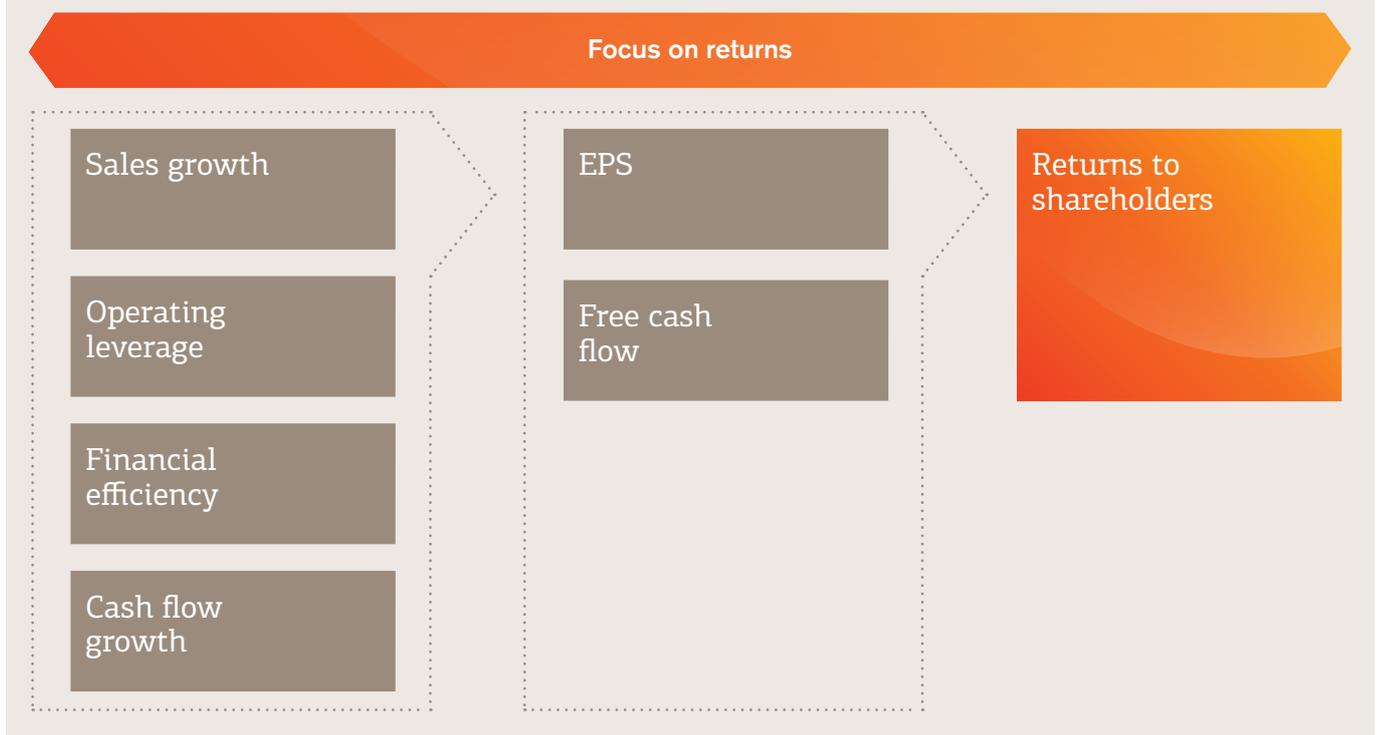 Focus on returns
Sales growth
Operating
leverage
Financial
efficiency
Cash flow
growth
EPS
Free cash
flow
Returns to
shareholders